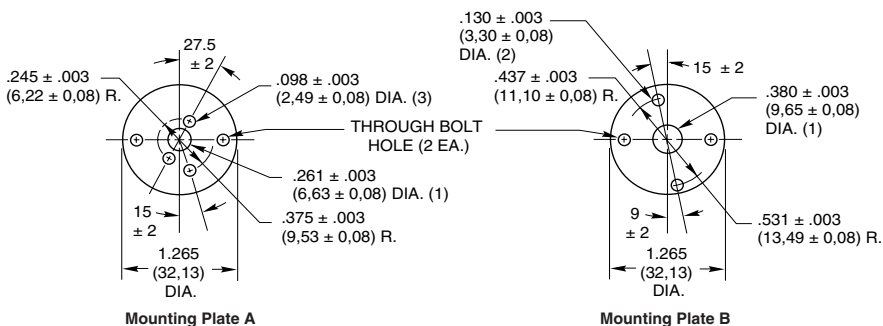 27.5
± 2
.245 ± .003
(6,22 ± 0,08) R.
.098 ± .003
(2,49 ± 0,08) DIA. (3)
THROUGH BOLT
HOLE (2 EA.)
.261 ± .003
(6,63 ± 0,08) DIA. (1)
15
± 2
.375 ± .003
(9,53 ± 0,08) R.
1.265
(32,13)
DIA.
Mounting Plate A
.130 ± .003
(3,30 ± 0,08)
DIA. (2)
15 ± 2
.437 ± .003
(11,10 ± 0,08) R.
.380 ± .003
(9,65 ± 0,08)
DIA. (1)
9
± 2
.531 ± .003
(13,49 ± 0,08) R.
1.265
(32,13)
DIA.
Mounting Plate B